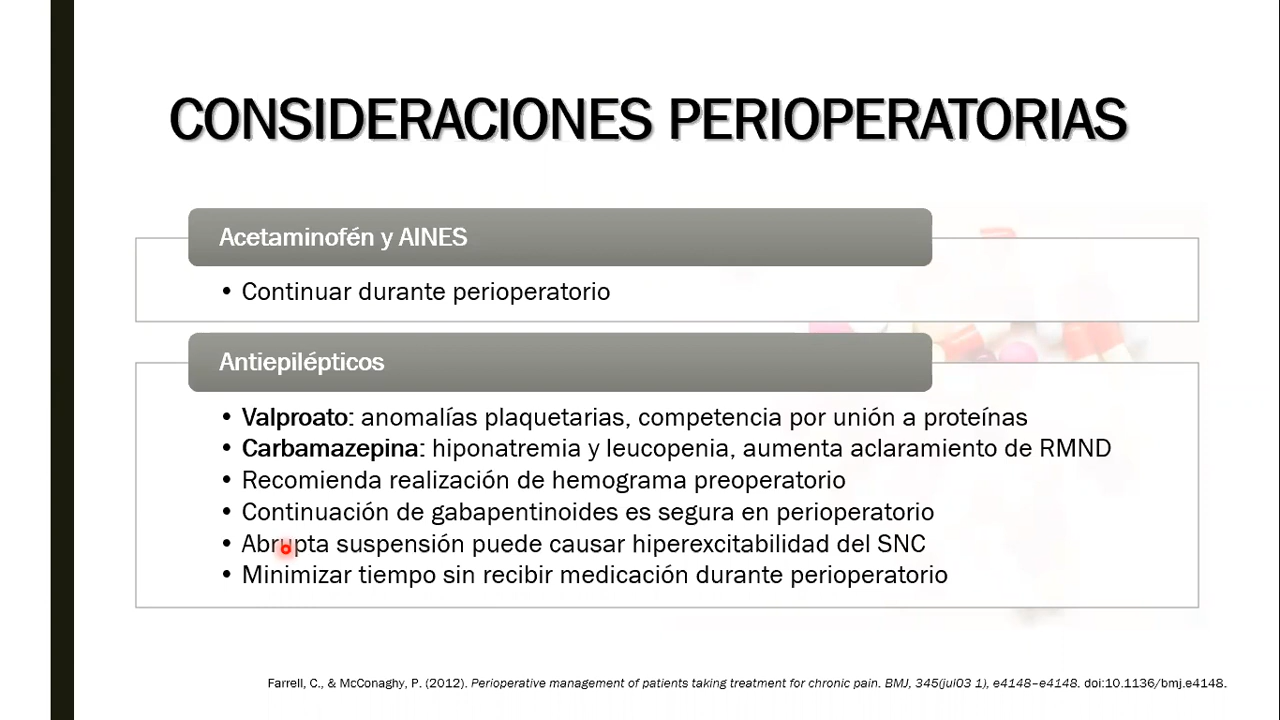 CONSIDERACIONES PERIOPERATORIAS
Acetaminofén y AINES
• Continuar durante perioperatorio
Antiepilépticos
• Valproato: anomalías plaquetarias, competencia por unión a proteínas
• Carbamazepina: hiponatremia y leucopenia, aumenta aclaramiento de RMND
• Recomienda realización de hemograma preoperatorio
• Continuación de gabapentinoides es segura en perioperatorio
• Abrupta suspensión puede causar hiperexcitabilidad del SNC
• Minimizar tiempo sin recibir medicación durante perioperatorio
Farrell, C., & McConaghy, P. (2012). Perioperative management of patients taking treatment for chronic pain. BMJ, 345(jul03 1), e4148–e4148. doi:10.1136/bmj.e4148.